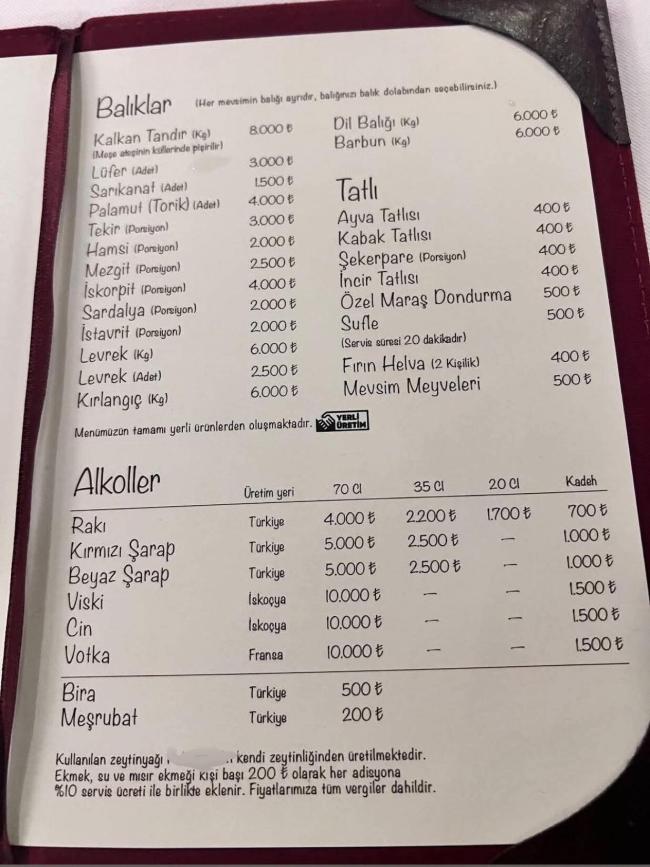 Balıklar (Her mevsimin balığı ayrıdır, balığınızı balık dolabından seçebilirsiniz.)
Kalkan Tandır (Kg) 8.000 ₺
(Meşe ateşinin küllerinde pişirilir)
Lüfer (Adet) 3.000 ₺
Sarıkanat (Adet) 1.500 ₺
Palamut (Torik) (Adet) 4.000 ₺
Tekir (Porsiyon) 3.000 ₺
Hamsi (Porsiyon) 2.000 ₺
Mezgit (Porsiyon) 2.500 ₺
İskorpit (Porsiyon) 4.000 ₺
Sardalya (Porsiyon) 2.000 ₺
İstavrit (Porsiyon) 2.000 ₺
Levrek (Kg) 6.000 ₺
Levrek (Adet) 2.500 ₺
Kırlangıç (Kg) 6.000 ₺
Dil Balığı (Kg) 6.000 ₺
Barbun (Kg) 6.000 ₺
Tatlı
Ayva Tatlısı 400 ₺
Kabak Tatlısı 400 ₺
Şekerpare (Porsiyon) 400 ₺
İncir Tatlısı 400 ₺
Özel Maraş Dondurma 500 ₺
Sufle 500 ₺
(Servis süresi 20 dakikadır)
Fırın Helva (2 Kişilik) 400 ₺
Mevsim Meyveleri 500 ₺
Menümüzün tamamı yerli ürünlerden oluşmaktadır. YERLİ ÜRETİM
Alkoller Üretim yeri 70 Cl 35 Cl 20 Cl Kadeh
Rakı Türkiye 4.000 ₺ 2.200 ₺ 1.700 ₺ 700 ₺
Kırmızı Şarap Türkiye 5.000 ₺ 2.500 ₺ – 1.000 ₺
Beyaz Şarap Türkiye 5.000 ₺ 2.500 ₺ – 1.000 ₺
Viski İskoçya 10.000 ₺ – – 1.500 ₺
Cin İskoçya 10.000 ₺ – – 1.500 ₺
Votka Fransa 10.000 ₺ – – 1.500 ₺
Bira Türkiye 500 ₺
Meşrubat Türkiye 200 ₺
Kullanılan zeytinyağı kendi zeytinliğinden üretilmektedir.
Ekmek, su ve mısır ekmeği kişi başı 200 ₺ olarak her adisyona
%10 servis ücreti ile birlikte eklenir. Fiyatlarımıza tüm vergiler dahildir.